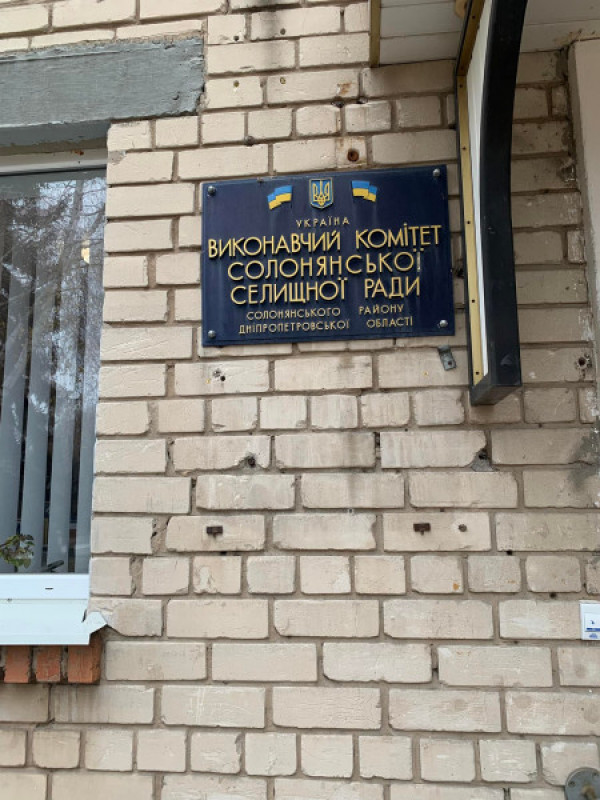 УКРАЇНА
ВИКОНАВЧИЙ КОМІТЕТ
СОЛОНЯНСЬКОЇ
СЕЛИЩНОЇ РАДИ
СОЛОНЯНСЬКОГО РАЙОНУ
ДНІПРОПЕТРОВСЬКОЇ ОБЛАСТІ